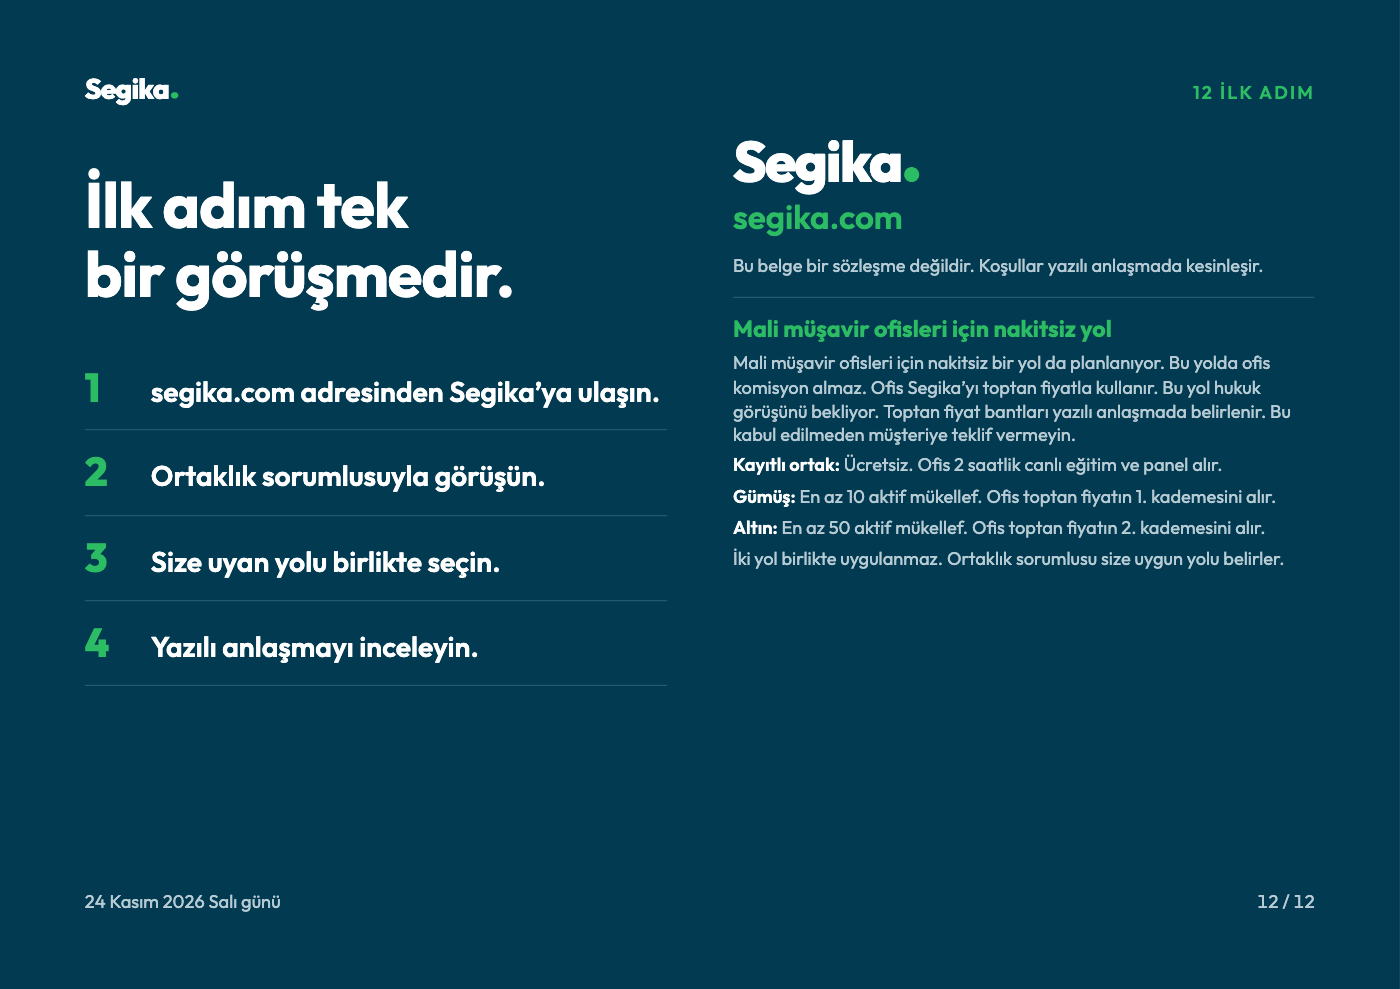 Segika.
12 İLK ADIM
İlk adım tek
bir görüşmedir.
1 segika.com adresinden Segika’ya ulaşın.
2 Ortaklık sorumlusuyla görüşün.
3 Size uyan yolu birlikte seçin.
4 Yazılı anlaşmayı inceleyin.
Segika.
segika.com
Bu belge bir sözleşme değildir. Koşullar yazılı anlaşmada kesinleşir.
Mali müşavir ofisleri için nakitsiz yol
Mali müşavir ofisleri için nakitsiz bir yol da planlanıyor. Bu yolda ofis
komisyon almaz. Ofis Segika’yı toptan fiyatla kullanır. Bu yol hukuk
görüşünü bekliyor. Toptan fiyat bantları yazılı anlaşmada belirlenir. Bu
kabul edilmeden müşteriye teklif vermeyin.
Kayıtlı ortak: Ücretsiz. Ofis 2 saatlik canlı eğitim ve panel alır.
Gümüş: En az 10 aktif mükellef. Ofis toptan fiyatın 1. kademesini alır.
Altın: En az 50 aktif mükellef. Ofis toptan fiyatın 2. kademesini alır.
İki yol birlikte uygulanmaz. Ortaklık sorumlusu size uygun yolu belirler.
24 Kasım 2026 Salı günü
12 / 12